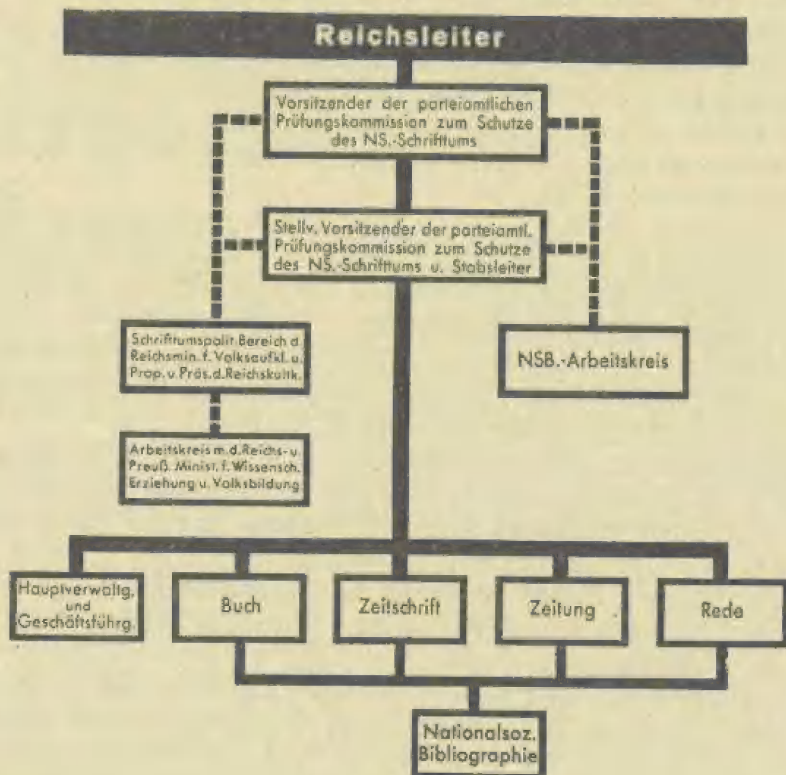 Reichsleiter
Vorsitzender der parteiamtlichen
Prüfungskommission zum Schutze
des NS.-Schrifttums
Stellv. Vorsitzender der parteiamtl.
Prüfungskommission zum Schutze
des NS.-Schrifttums u. Stabsleiter
Schrifttumspolit. Bereich d.
Reichsmin. f. Volksaufkl. u.
Prop. u. Präs. d. Reichskultk.
NSB.-Arbeitskreis
Arbeitskreis m. d. Reichs- u.
Preuß. Minist. f. Wissensch.
Erziehung u. Volksbildung
Hauptverwaltg.
und
Geschäftsführg.
Buch
Zeitschrift
Zeitung
Rede
Nationalsoz.
Bibliographie